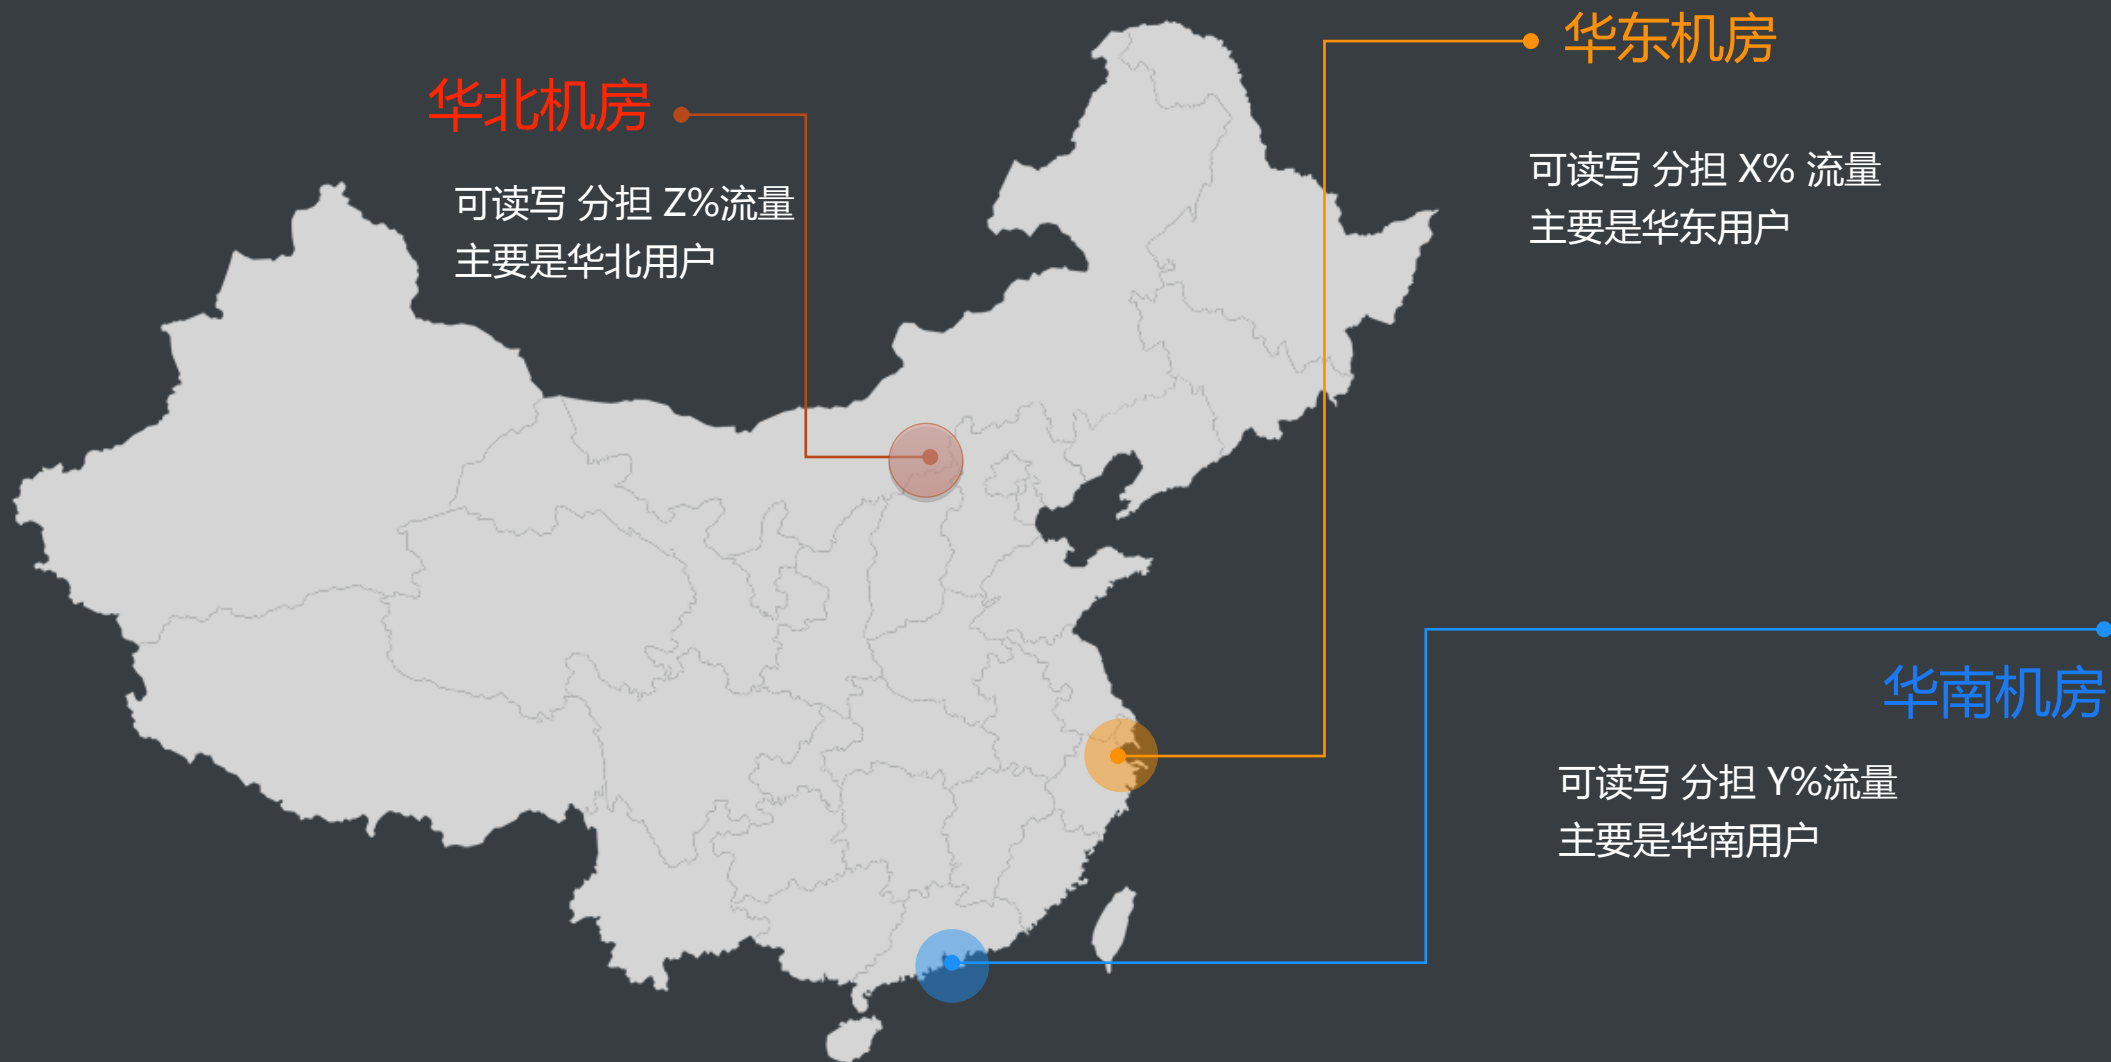 华东机房
可读写 分担 X% 流量
主要是华东用户
华北机房
可读写 分担 Z%流量
主要是华北用户
华南机房
可读写 分担 Y%流量
主要是华南用户